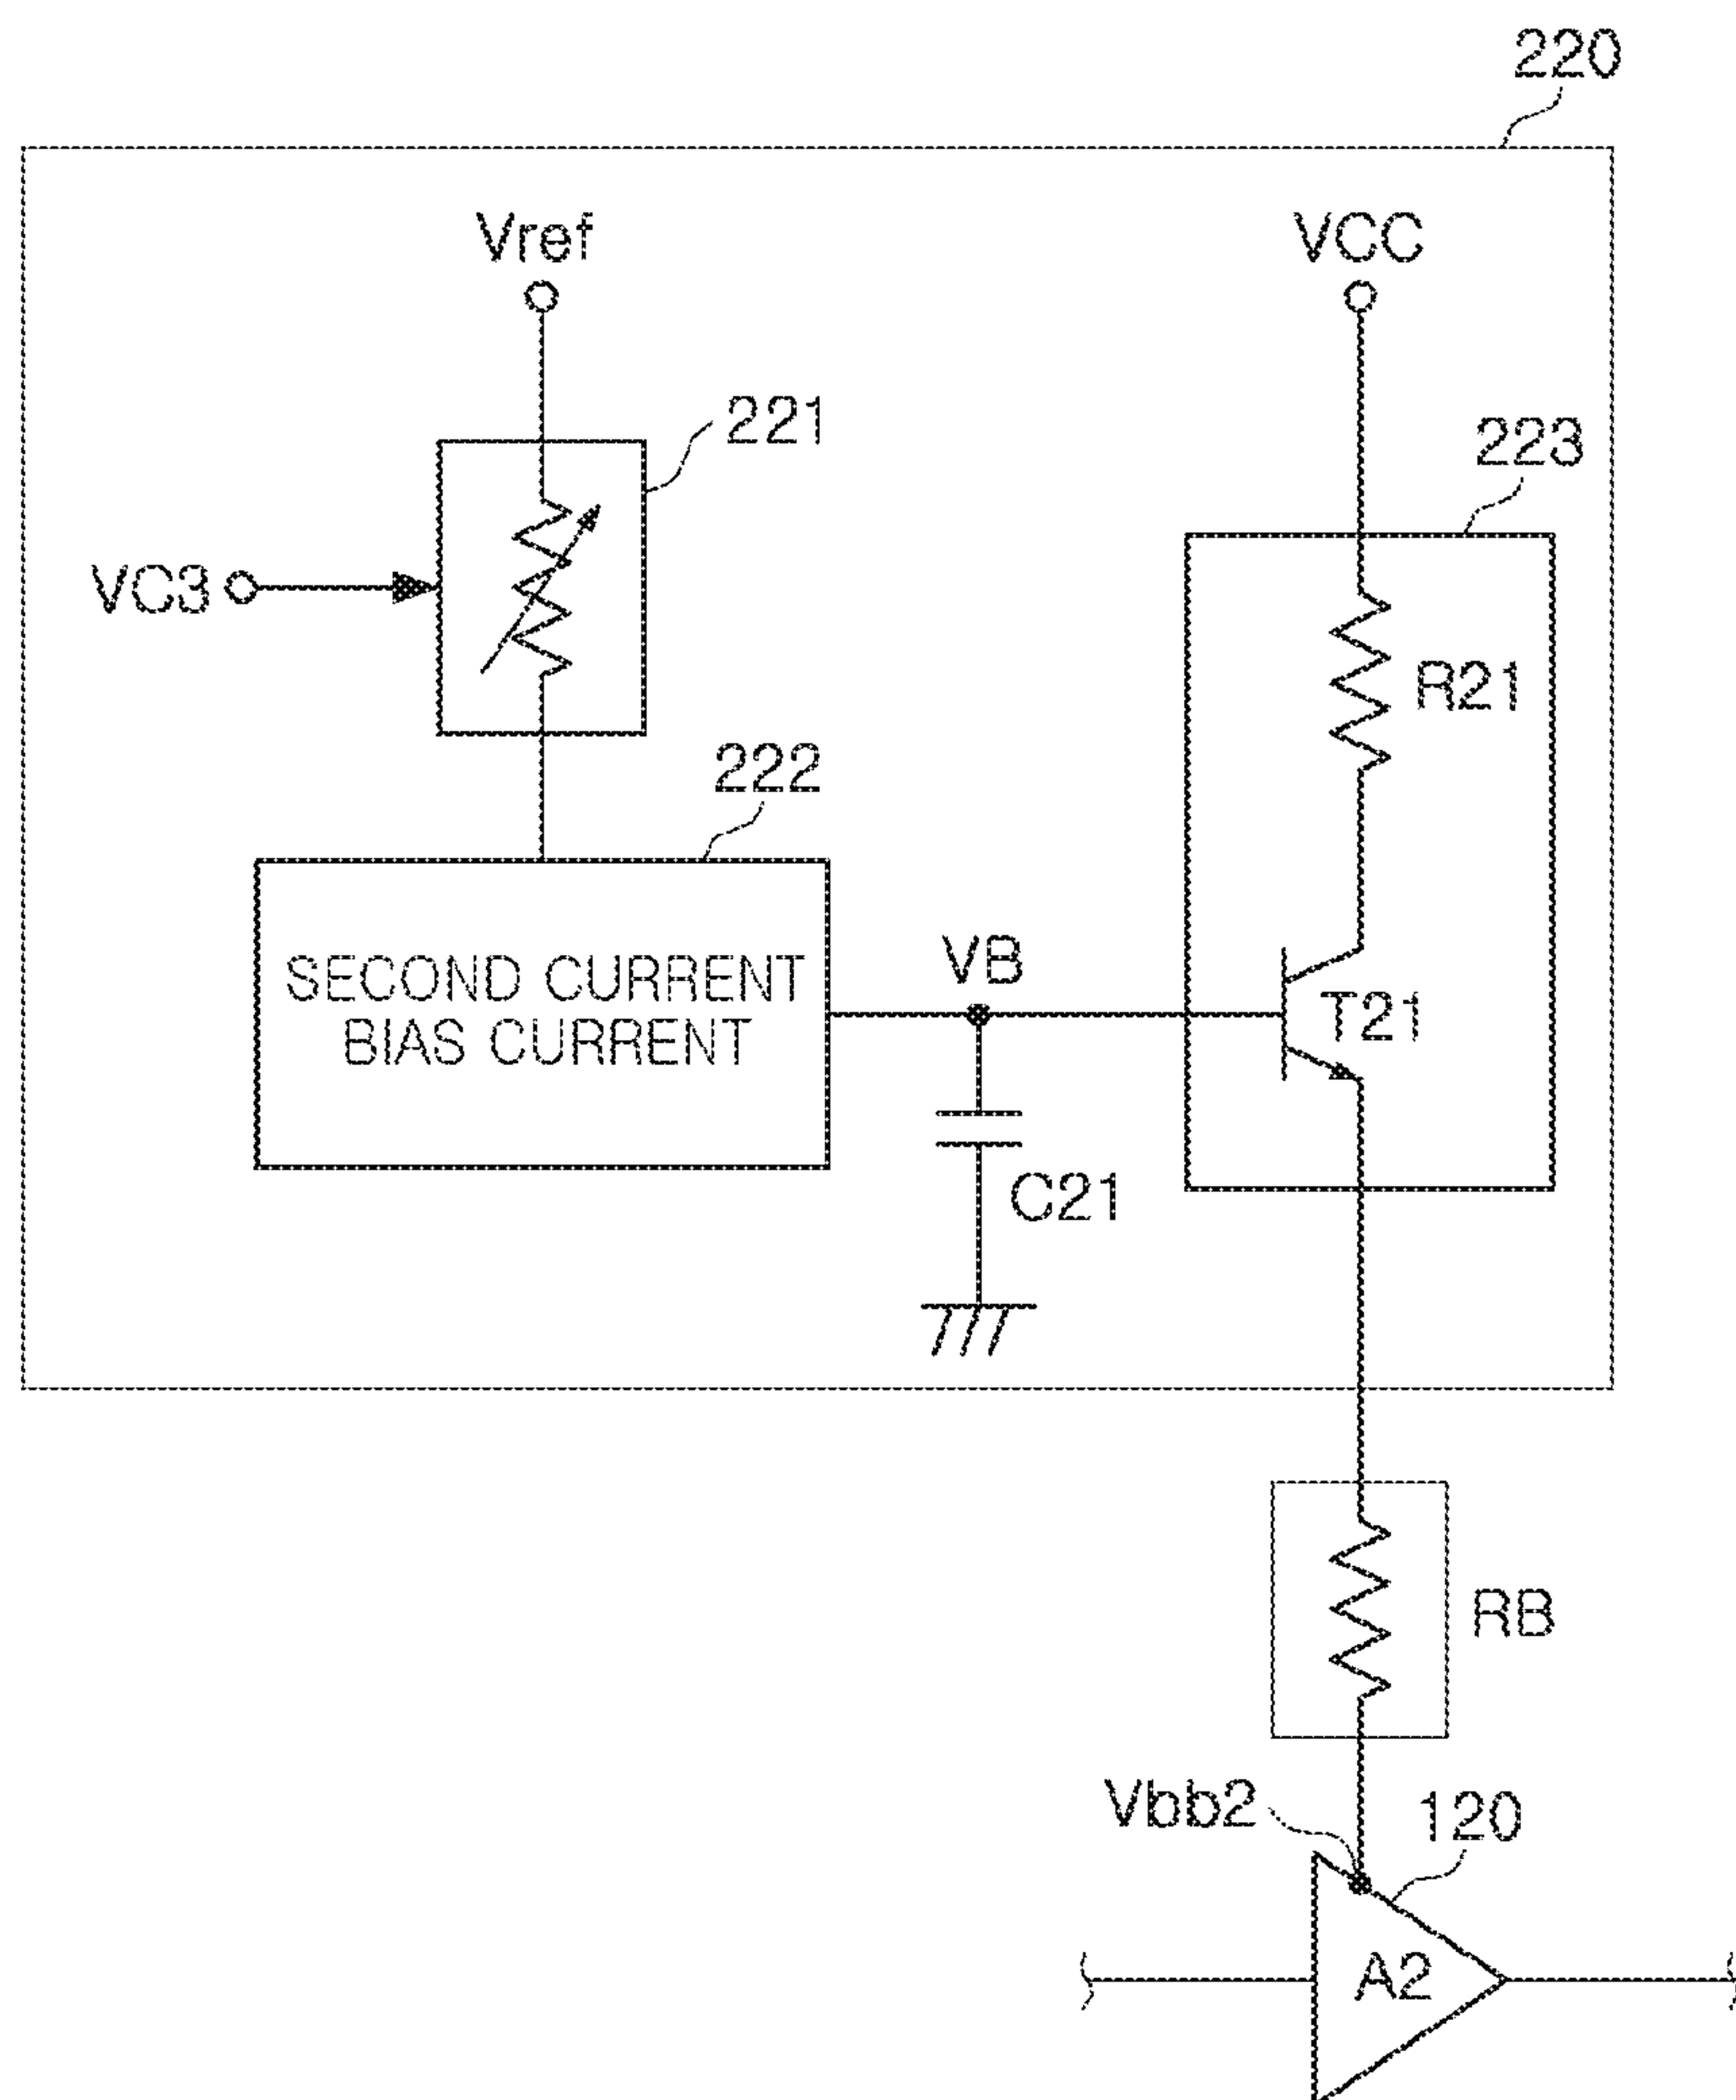 220
Vref
VCC
221
223
VC3
R21
222
SECOND CURRENT
BIAS CURRENT
VB
T21
C21
RB
Vbb2
120
A2